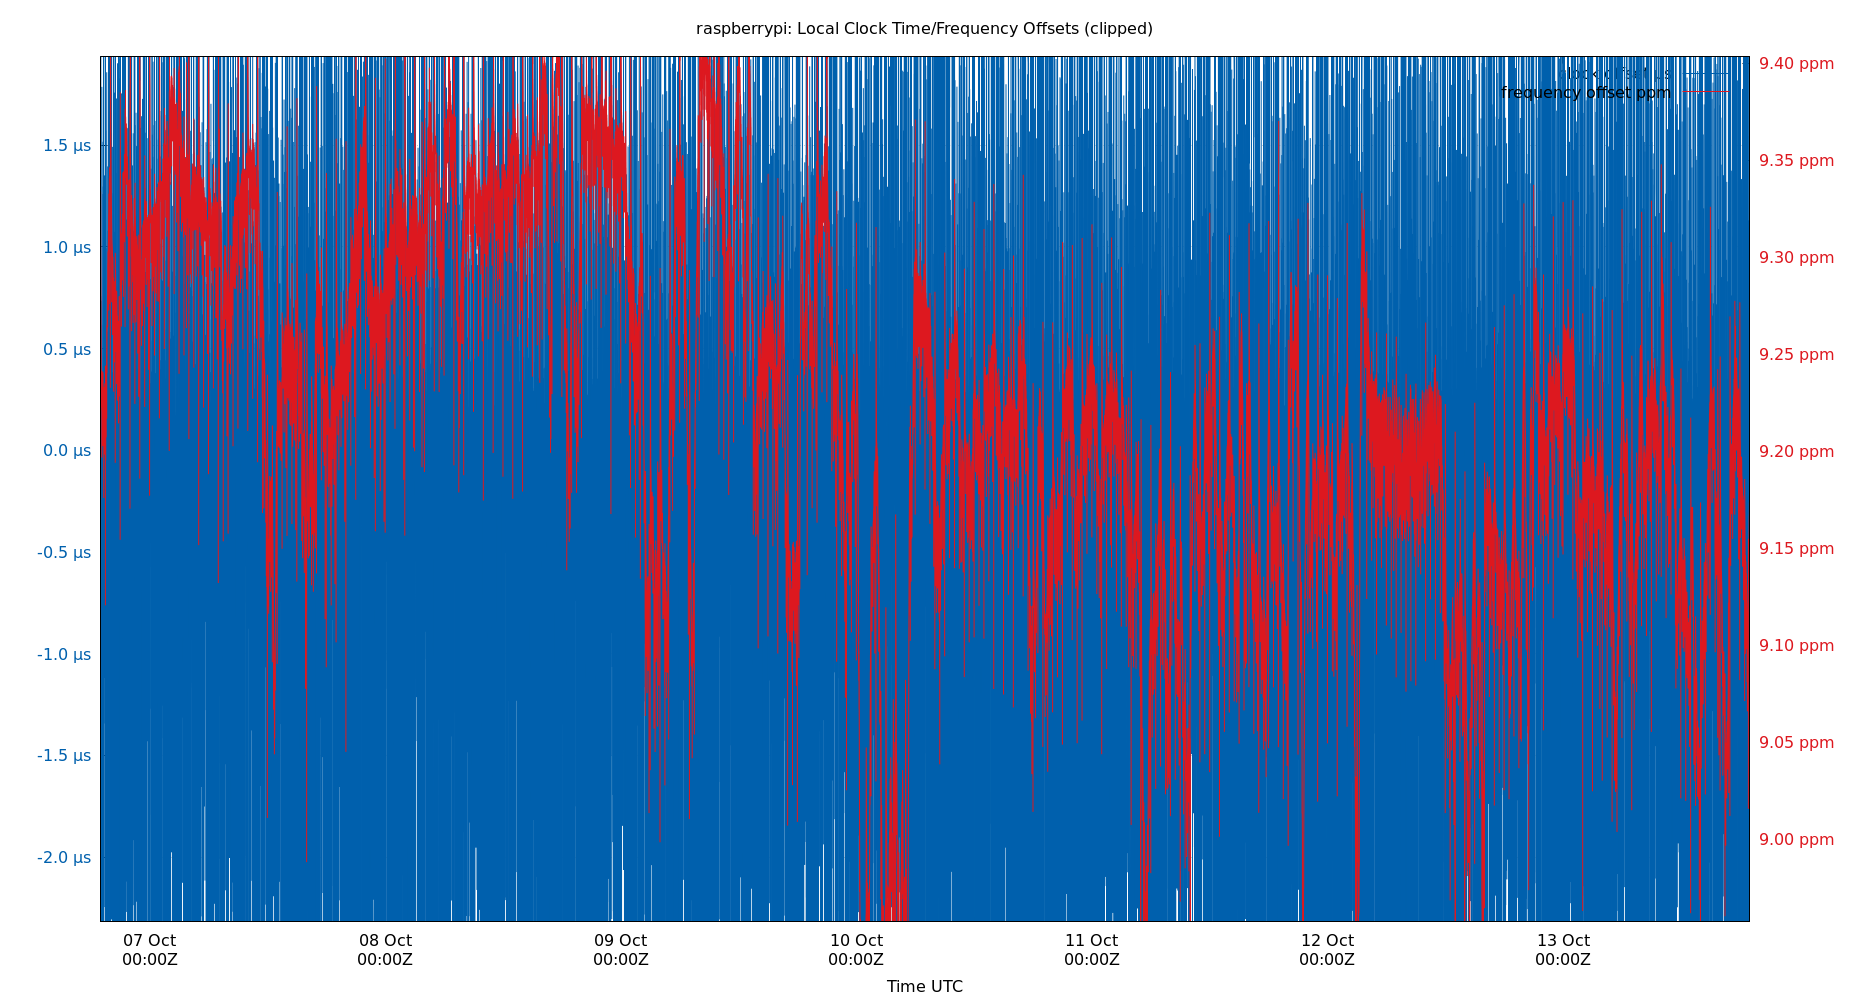 raspberrypi: Local Clock Time/Frequency Offsets (clipped)
clock offset µs
frequency offset ppm
1.5 µs
1.0 µs
0.5 µs
0.0 µs
-0.5 µs
-1.0 µs
-1.5 µs
-2.0 µs
9.40 ppm
9.35 ppm
9.30 ppm
9.25 ppm
9.20 ppm
9.15 ppm
9.10 ppm
9.05 ppm
9.00 ppm
07 Oct 08 Oct 09 Oct 10 Oct 11 Oct 12 Oct 13 Oct
00:00Z 00:00Z 00:00Z 00:00Z 00:00Z 00:00Z 00:00Z
Time UTC